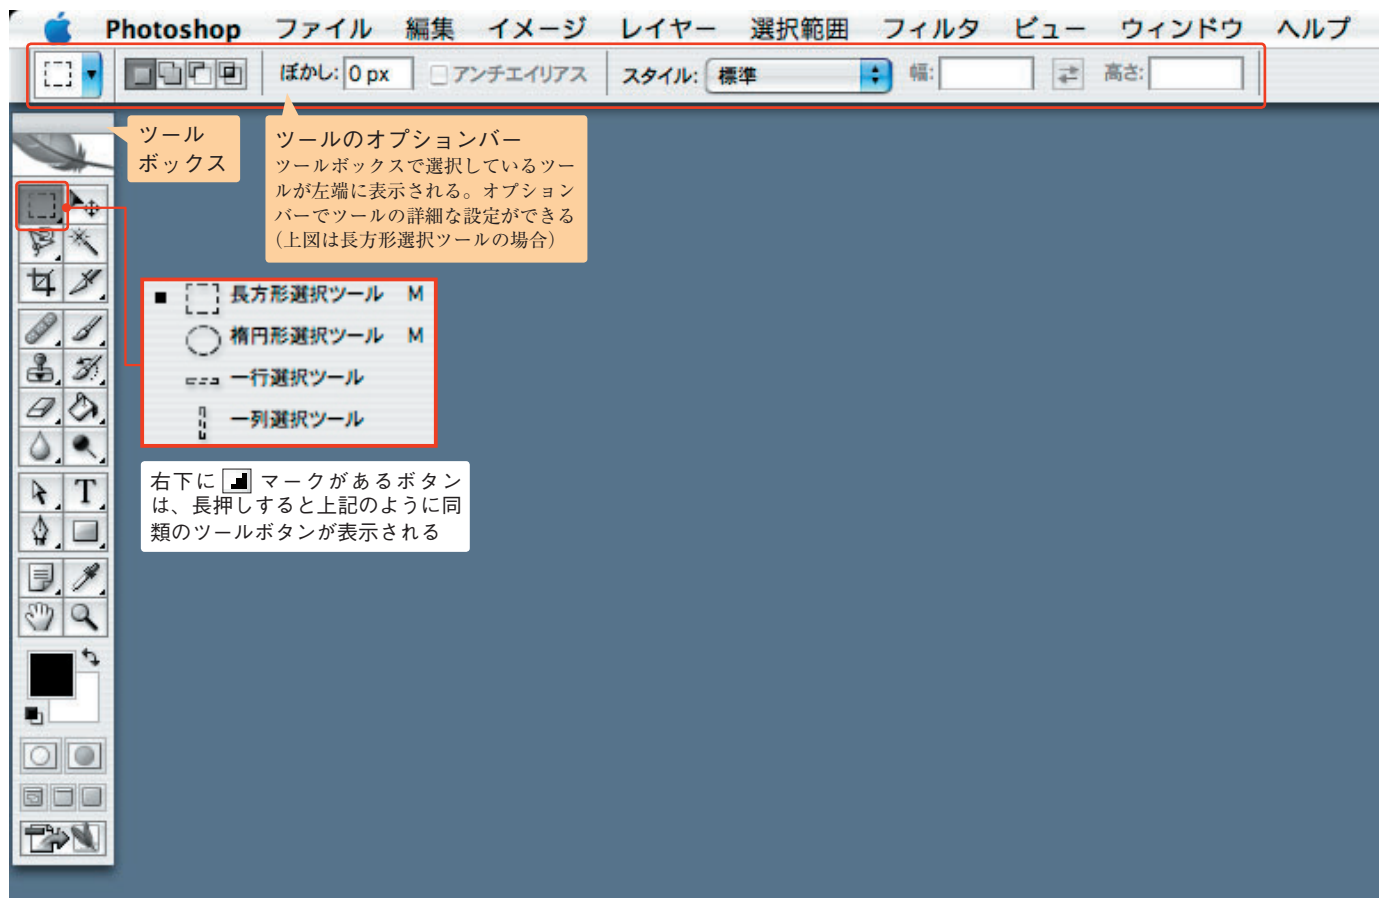 Photoshop ファイル 編集 イメージ レイヤー 選択範囲 フィルタ ビュー ウィンドウ ヘルプ
ぼかし: 0 px アンチエイリアス スタイル: 標準 幅: 高さ:
ツール
ボックス
ツールのオプションバー
ツールボックスで選択しているツー
ルが左端に表示される。オプション
バーでツールの詳細な設定ができる
（上図は長方形選択ツールの場合）
長方形選択ツール M
楕円形選択ツール M
一行選択ツール
一列選択ツール
右下に マークがあるボタン
は、長押しすると上記のように同
類のツールボタンが表示される
T